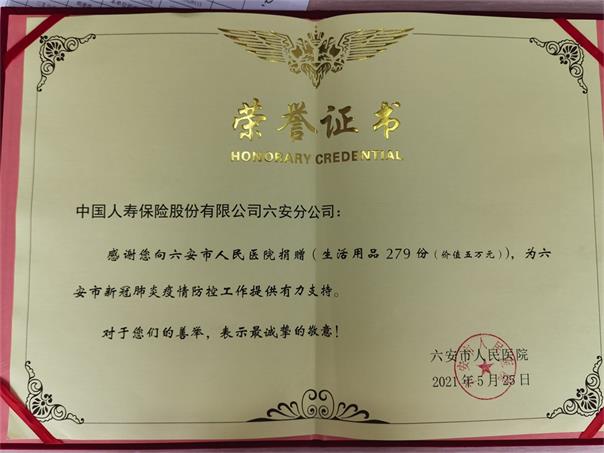 荣誉证书
HONORARY CREDENTIAL
中国人寿保险股份有限公司六安分公司：
感谢您向六安市人民医院捐赠（生活用品279份（价值五万元）），为六
安市新冠肺炎疫情防控工作提供有力支持。
对于您们的善举，表示最诚挚的敬意！
六安市人民医院
2021年5月25日